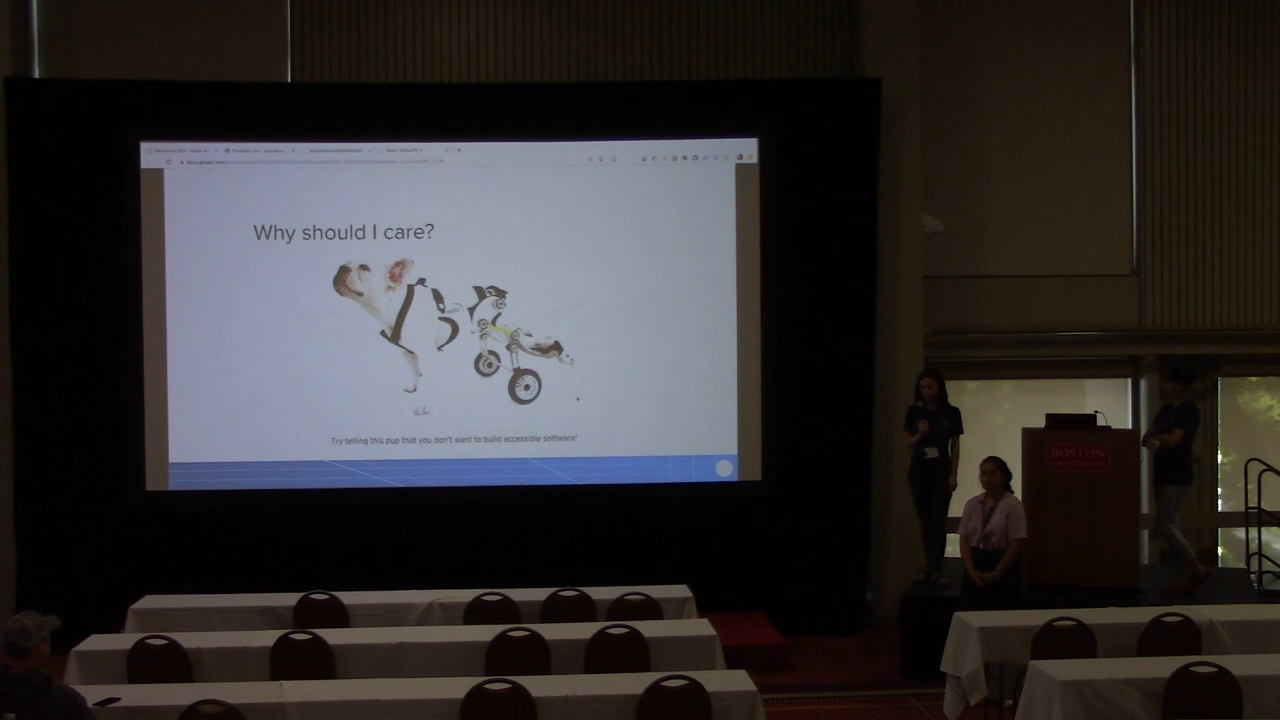 Why should I care?
Try telling this pup that you don't want to build accessible software!
BOSTON
UNIVERSITY